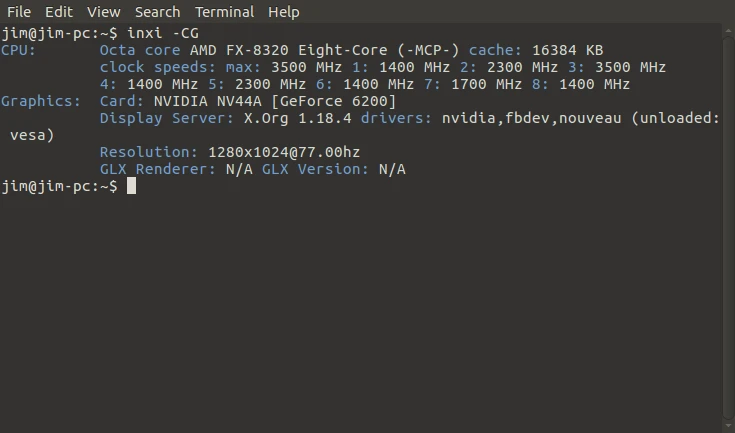 File Edit View Search Terminal Help
jim@jim-pc:~$ inxi -CG
CPU: Octa core AMD FX-8320 Eight-Core (-MCP-) cache: 16384 KB
clock speeds: max: 3500 MHz 1: 1400 MHz 2: 2300 MHz 3: 3500 MHz
4: 1400 MHz 5: 2300 MHz 6: 1400 MHz 7: 1700 MHz 8: 1400 MHz
Graphics: Card: NVIDIA NV44A [GeForce 6200]
Display Server: X.Org 1.18.4 drivers: nvidia,fbdev,nouveau (unloaded:
vesa)
Resolution: 1280x1024@77.00hz
GLX Renderer: N/A GLX Version: N/A
jim@jim-pc:~$